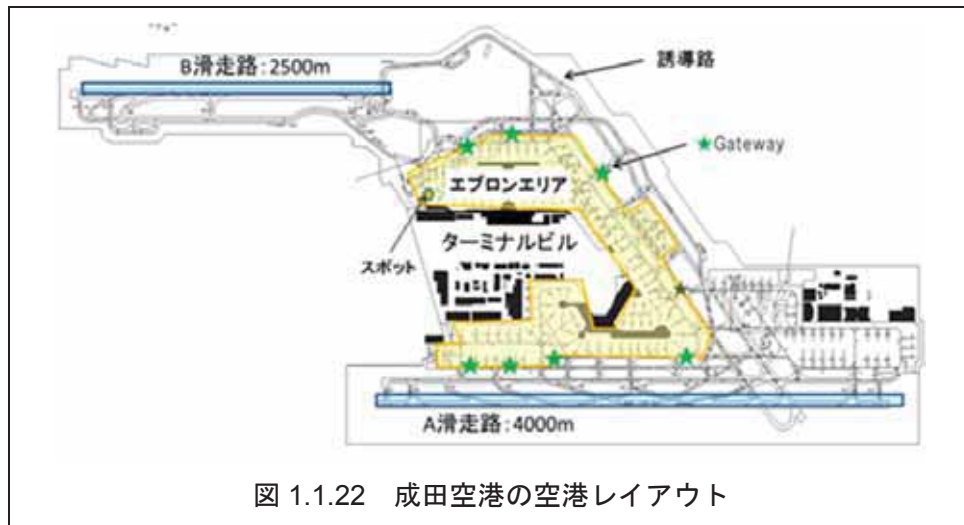 B滑走路:2500m
誘導路
★Gateway
エプロンエリア
ターミナルビル
スポット
A滑走路:4000m
図 1.1.22 成田空港の空港レイアウト